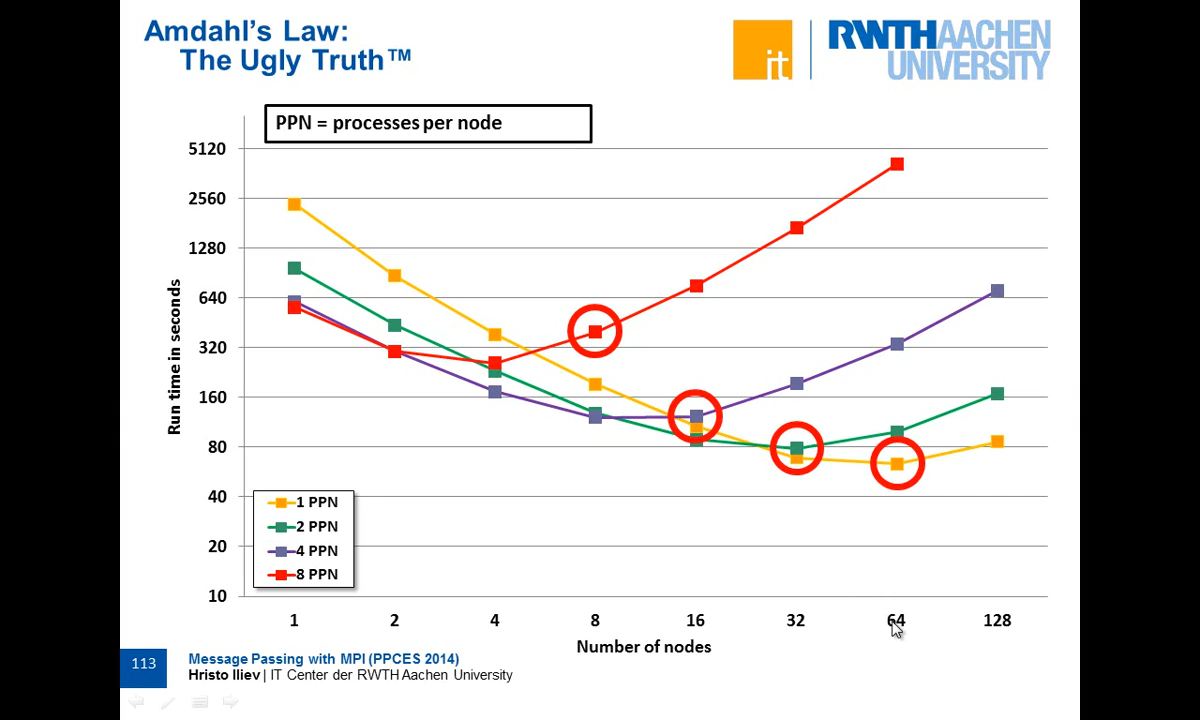 Amdahl's Law:
The Ugly Truth™
it
RWTHAACHEN
UNIVERSITY
PPN = processes per node
5120
2560
1280
640
320
160
80
40
20
10
Run time in seconds
1 PPN
2 PPN
4 PPN
8 PPN
1 2 4 8 16 32 64 128
Number of nodes
113
Message Passing with MPI (PPCES 2014)
Hristo Iliev | IT Center der RWTH Aachen University